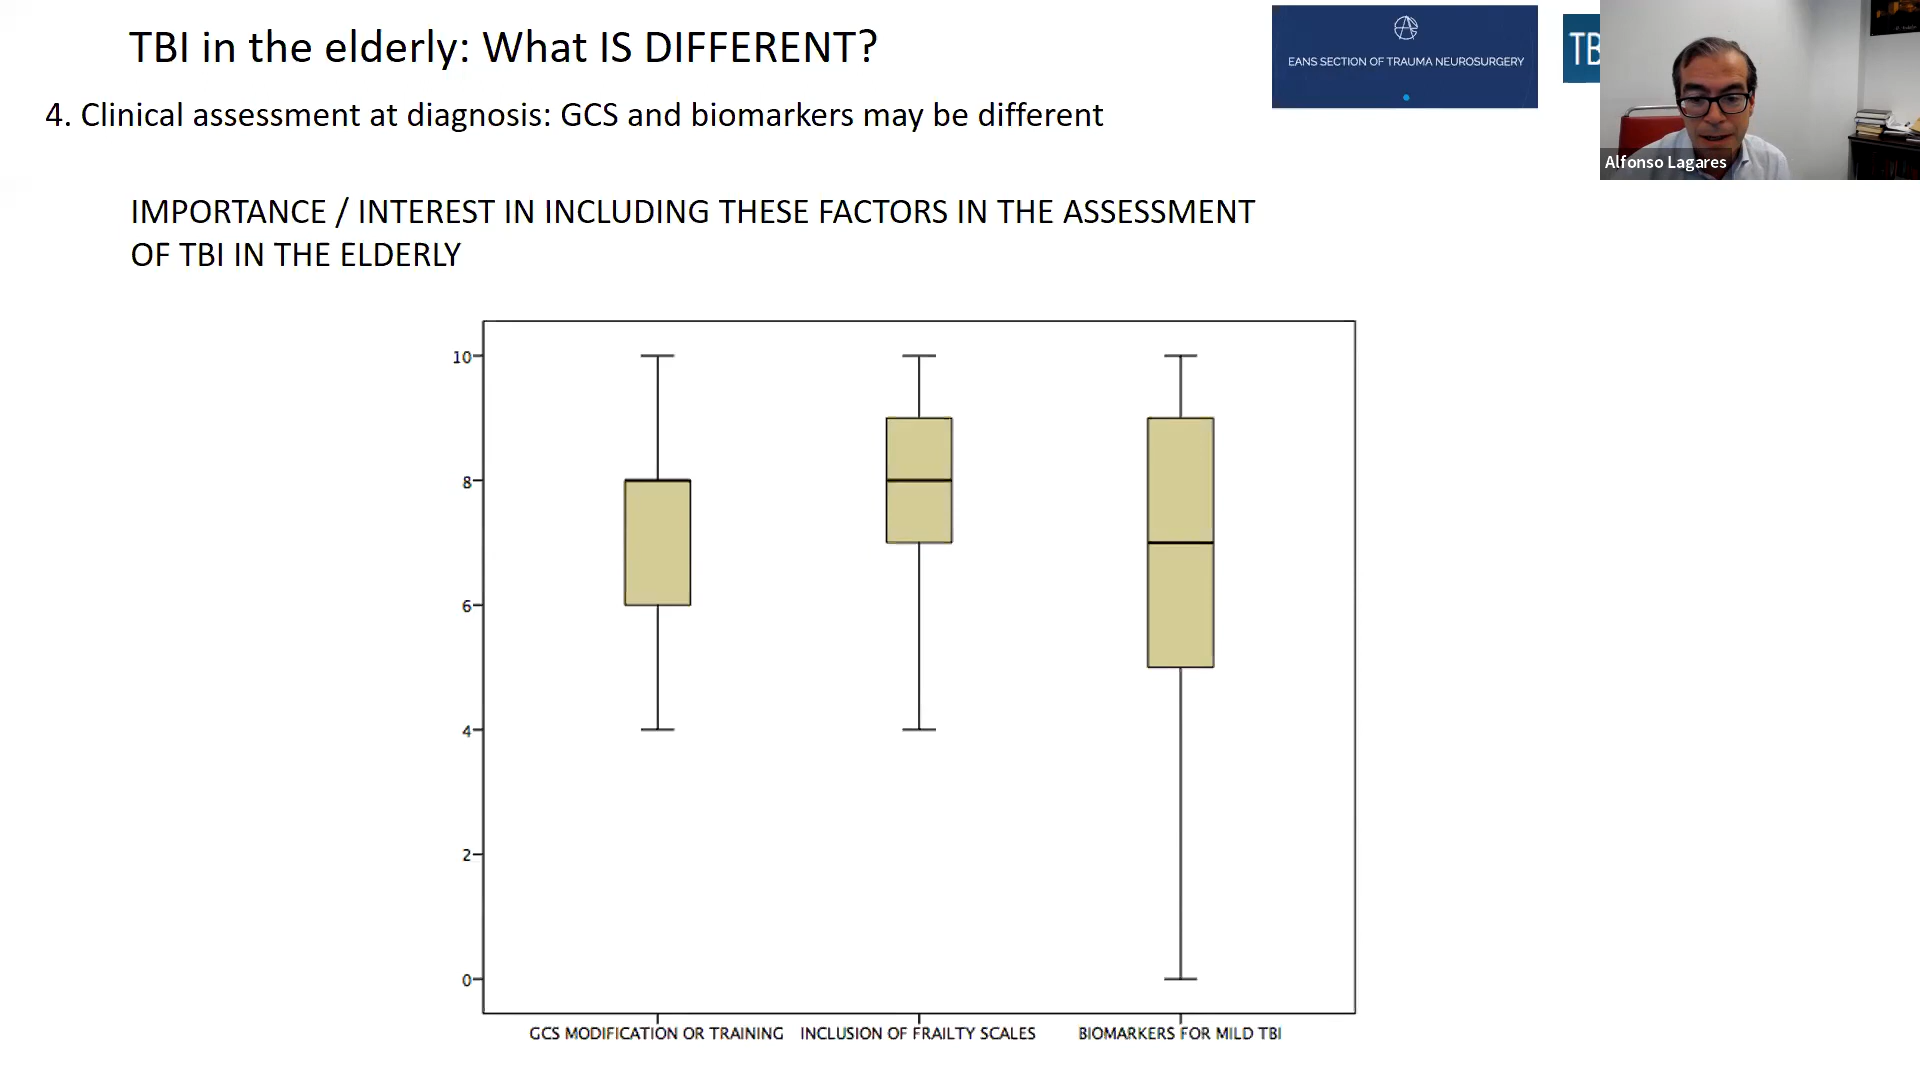 TBI in the elderly: What IS DIFFERENT?
4. Clinical assessment at diagnosis: GCS and biomarkers may be different
EANS SECTION OF TRAUMA NEUROSURGERY
TB
Alfonso Lagares
IMPORTANCE / INTEREST IN INCLUDING THESE FACTORS IN THE ASSESSMENT
OF TBI IN THE ELDERLY
10
8
6
4
2
0
GCS MODIFICATION OR TRAINING
INCLUSION OF FRAILTY SCALES
BIOMARKERS FOR MILD TBI